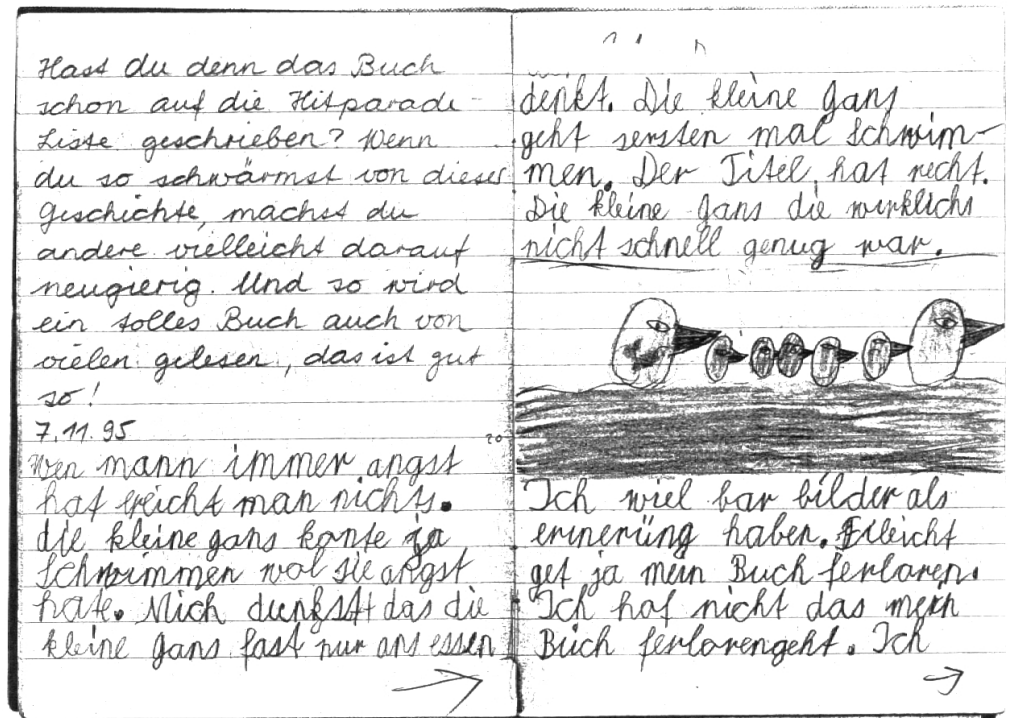 Hast du denn das Buch
schon auf die Hitparade-
Liste geschrieben? Wenn
du so schwärmst von dieser
Geschichte, machst du
andere vielleicht darauf
neugierig. Und so wird
ein tolles Buch auch von
vielen gelesen, das ist gut
so!
7.11.95
Wen mann immer angst
hat ereicht man nichts.
die kleine gans konte ja
Schwimmen wol sie angst
hate. Mich dunkst das die
kleine gans fast nur ans essen
denkt. Die kleine Gans
geht sersten mal Schwim-
men. Der Titel hat recht.
Die kleine gans die wirklich
nicht schnell genug war.
20
Ich wiel bar bilder als
erinerüng haben. Filleicht
get ja mein Buch ferloren.
Ich hof nicht das mein
Buch ferlorengeht. Ich